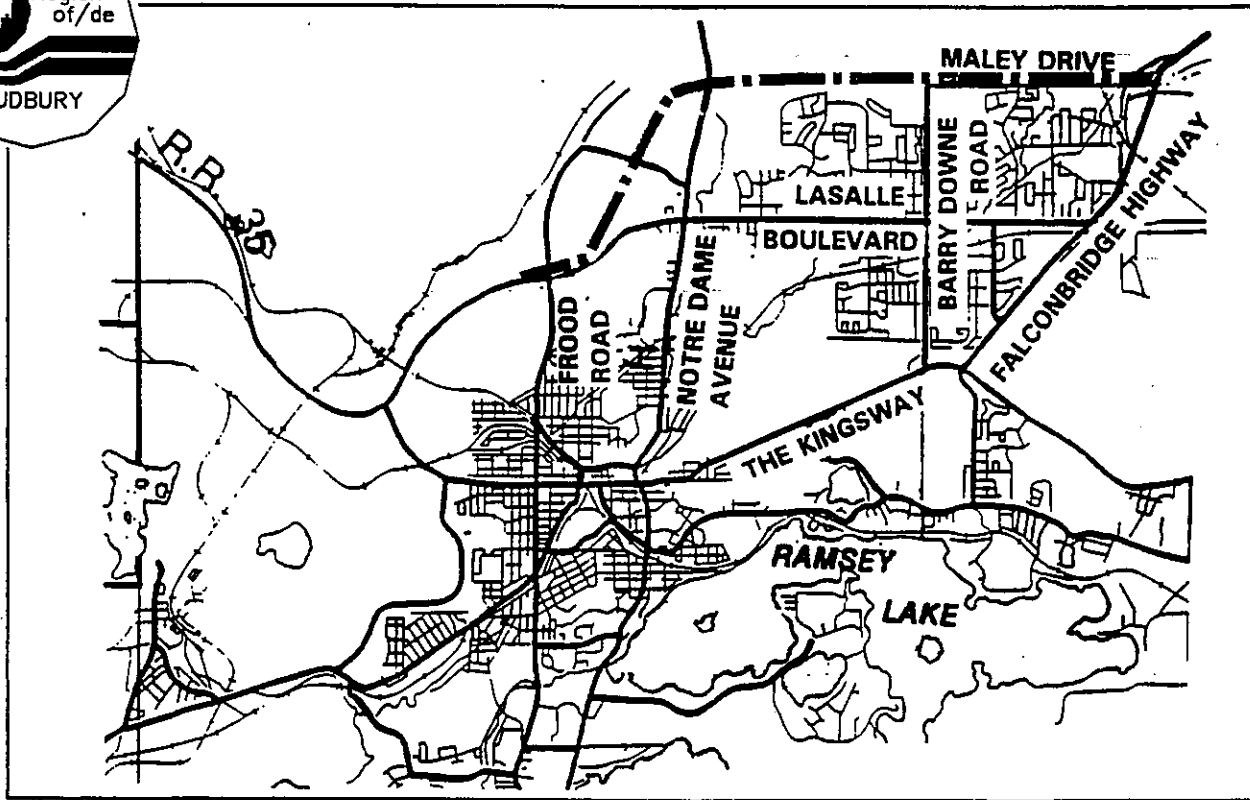 of/de
UDBURY
MALEY DRIVE
R.R. 35
BARRY DOWNE
ROAD
LASALLE
BOULEVARD
FALCONBRIDGE HIGHWAY
FROOD
ROAD
NOTRE DAME
AVENUE
THE KINGSWAY
RAMSEY
LAKE